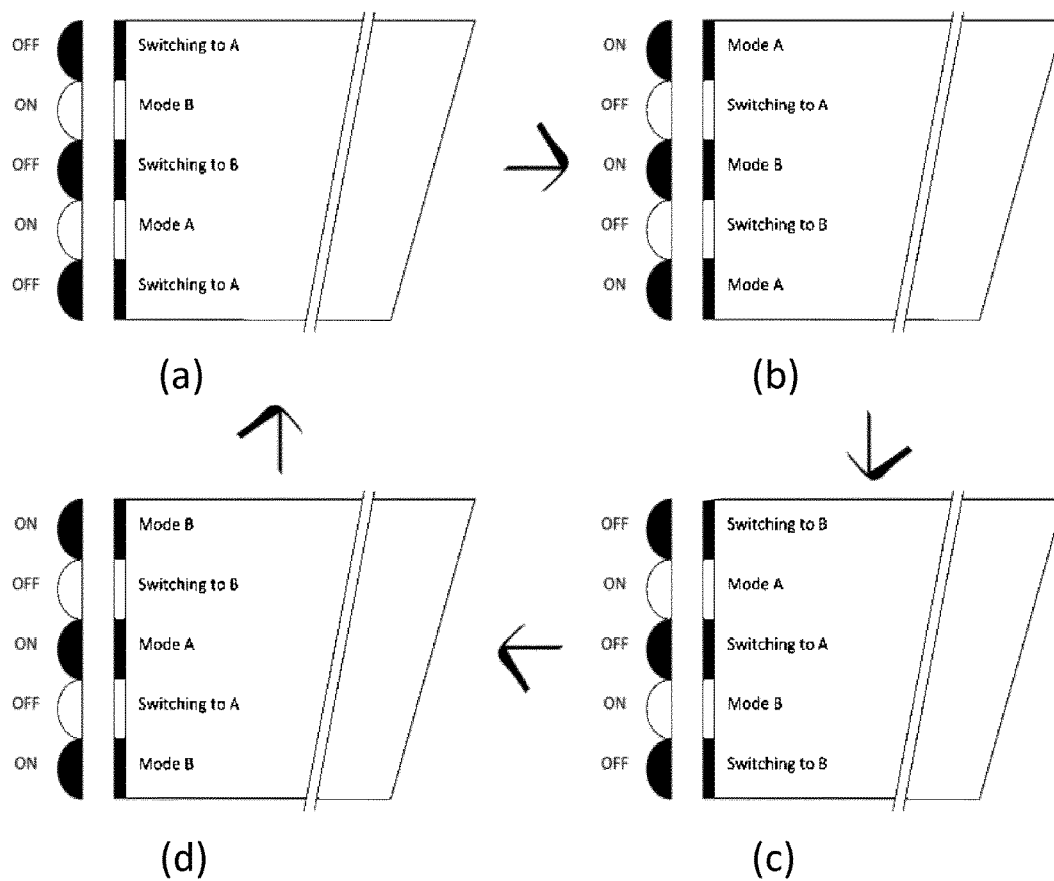 OFF Switching to A
ON Mode B
OFF Switching to B
ON Mode A
OFF Switching to A
(a)
ON Mode A
OFF Switching to A
ON Mode B
OFF Switching to B
ON Mode A
(b)
ON Mode B
OFF Switching to B
ON Mode A
OFF Switching to A
ON Mode B
(d)
OFF Switching to B
ON Mode A
OFF Switching to A
ON Mode B
OFF Switching to B
(c)